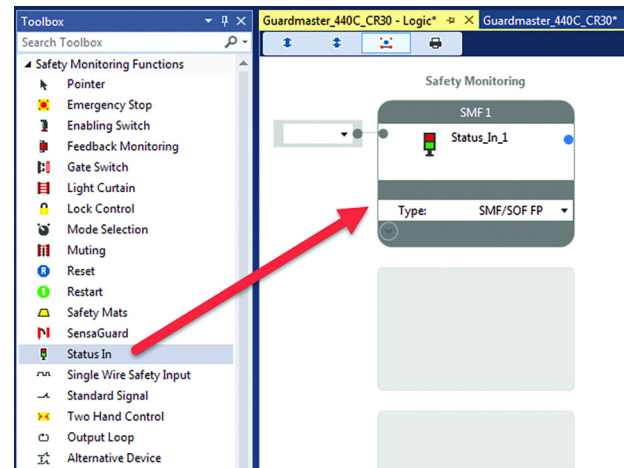 Toolbox
Search Toolbox
Safety Monitoring Functions
Pointer
Emergency Stop
Enabling Switch
Feedback Monitoring
Gate Switch
Light Curtain
Lock Control
Mode Selection
Muting
Reset
Restart
Safety Mats
SensaGuard
Status In
Single Wire Safety Input
Standard Signal
Two Hand Control
Output Loop
Alternative Device
Guardmaster_440C_CR30 - Logic* Guardmaster_440C_CR30*
Safety Monitoring
SMF 1
Status_In_1
Type: SMF/SOF FP